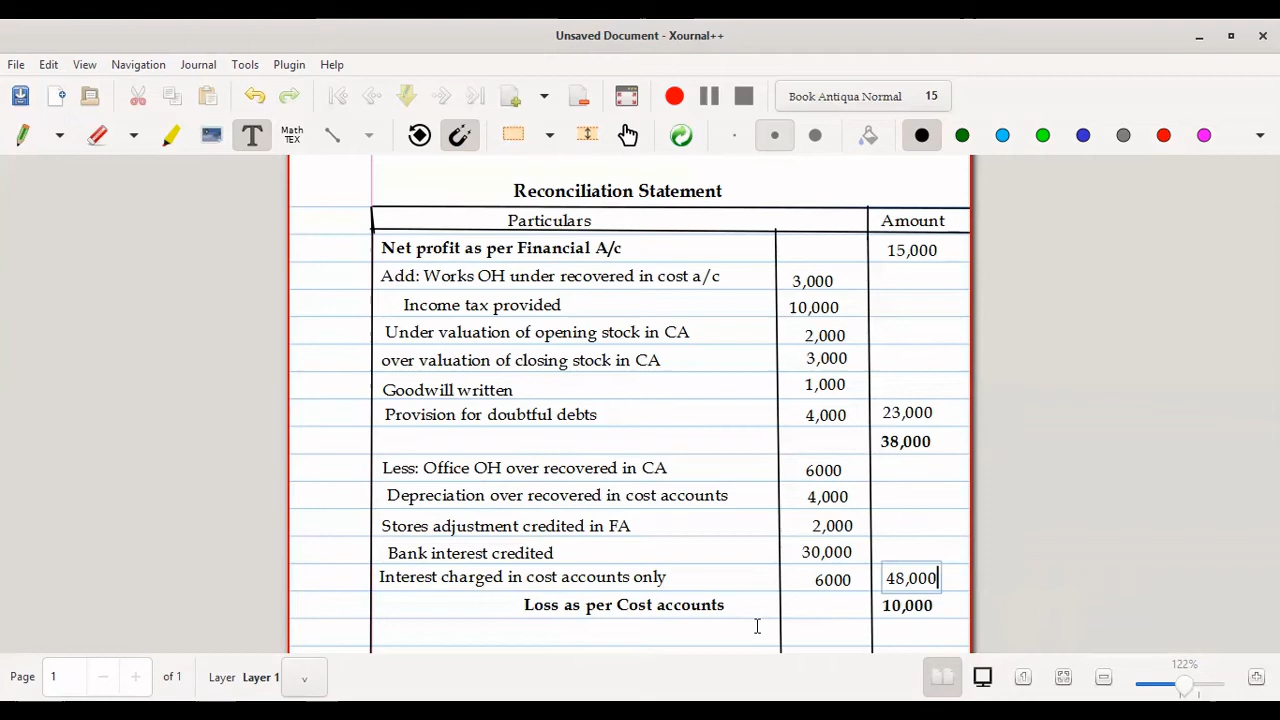 Unsaved Document - Xournal++
File Edit View Navigation Journal Tools Plugin Help
Book Antiqua Normal 15
Math
TEX
Reconciliation Statement
Particulars Amount
Net profit as per Financial A/c 15,000
Add: Works OH under recovered in cost a/c 3,000
Income tax provided 10,000
Under valuation of opening stock in CA 2,000
over valuation of closing stock in CA 3,000
Goodwill written 1,000
Provision for doubtful debts 4,000 23,000
38,000
Less: Office OH over recovered in CA 6000
Depreciation over recovered in cost accounts 4,000
Stores adjustment credited in FA 2,000
Bank interest credited 30,000
Interest charged in cost accounts only 6000 48,000
Loss as per Cost accounts 10,000
122%
Page 1 of 1 Layer Layer 1